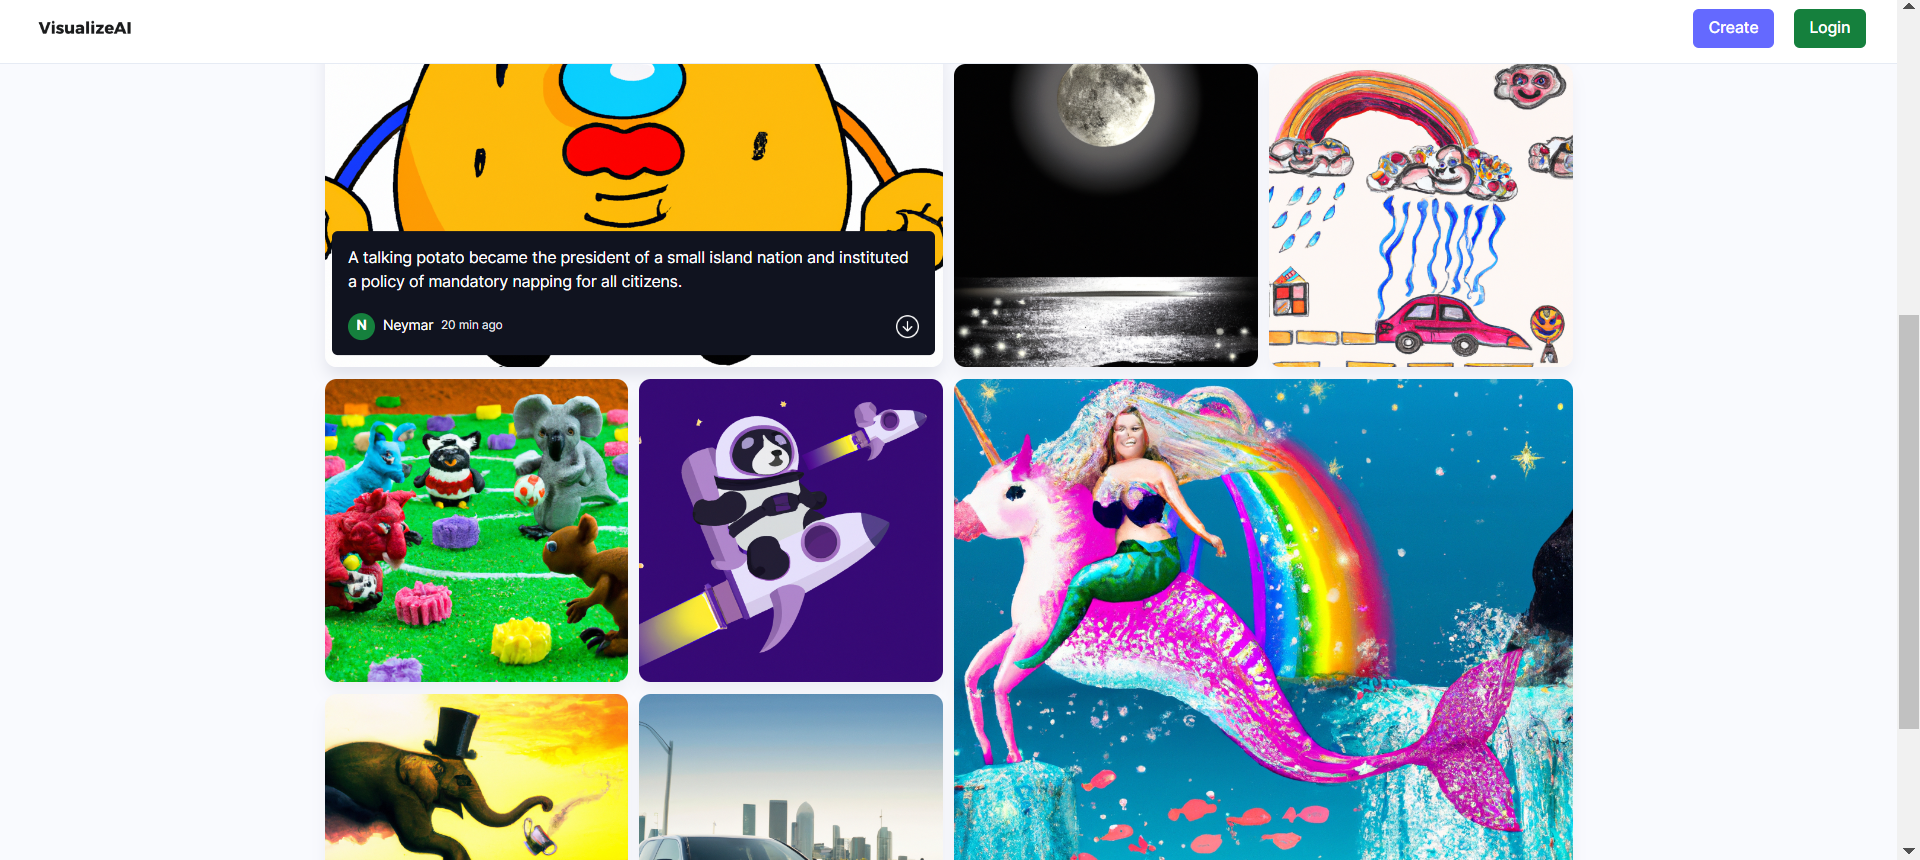 VisualizeAI
Create
Login
A talking potato became the president of a small island nation and instituted
a policy of mandatory napping for all citizens.
N
Neymar 20 min ago